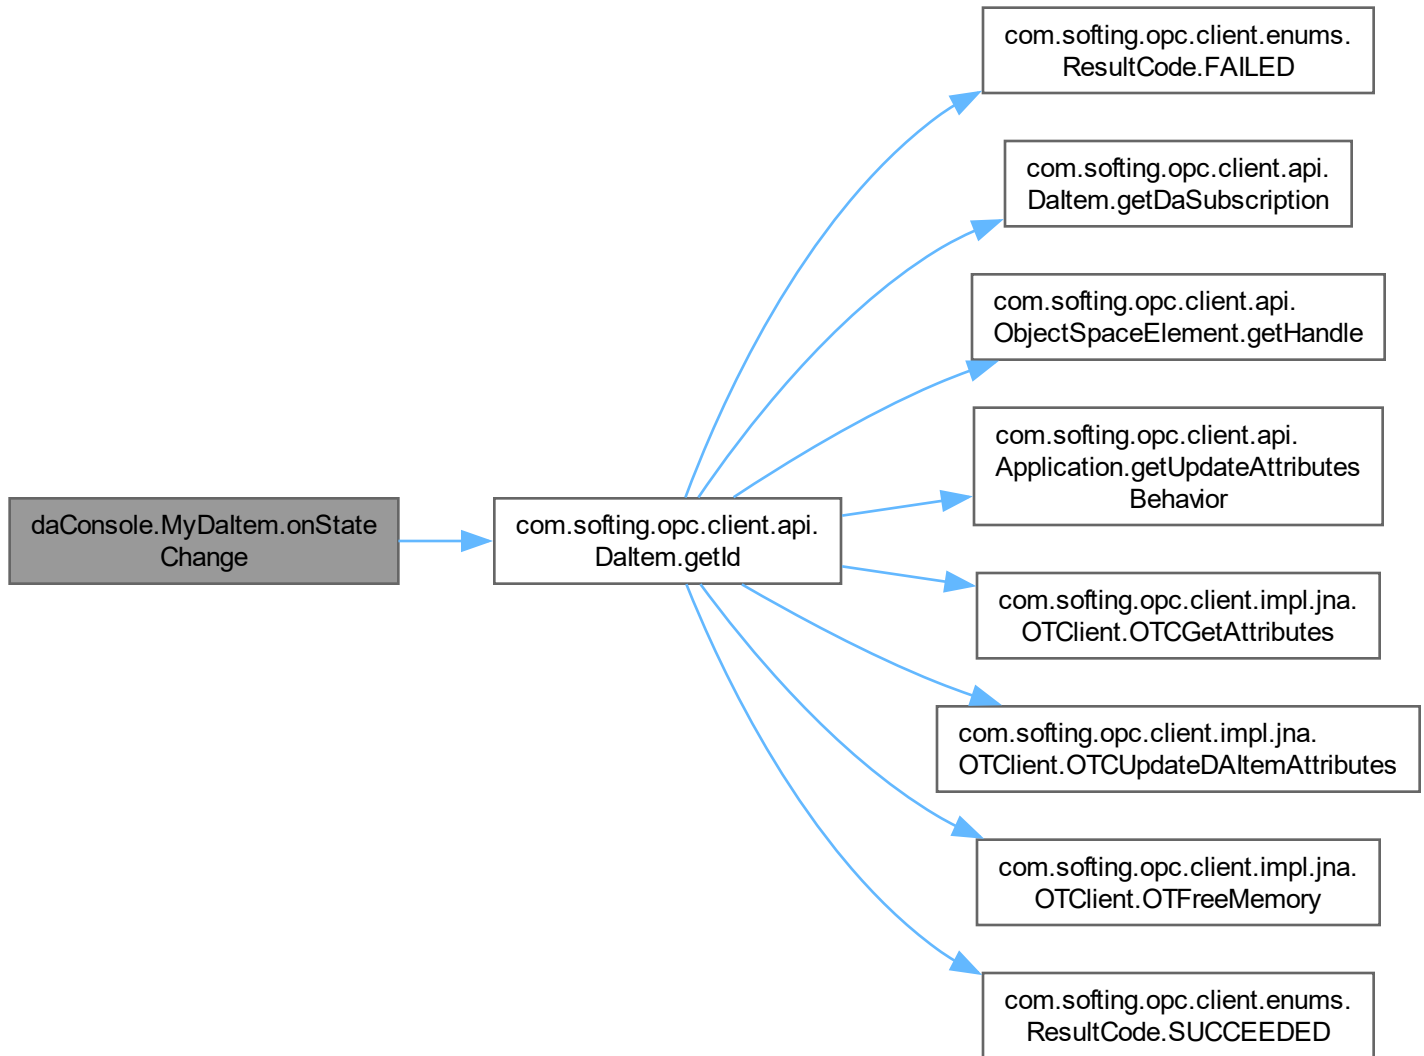 daConsole.MyDaItem.onState
Change
com.softing.opc.client.api.
DaItem.getId
com.softing.opc.client.enums.
ResultCode.FAILED
com.softing.opc.client.api.
DaItem.getDaSubscription
com.softing.opc.client.api.
ObjectSpaceElement.getHandle
com.softing.opc.client.api.
Application.getUpdateAttributes
Behavior
com.softing.opc.client.impl.jna.
OTClient.OTCGetAttributes
com.softing.opc.client.impl.jna.
OTClient.OTCUpdateDAItemAttributes
com.softing.opc.client.impl.jna.
OTClient.OTFreeMemory
com.softing.opc.client.enums.
ResultCode.SUCCEEDED